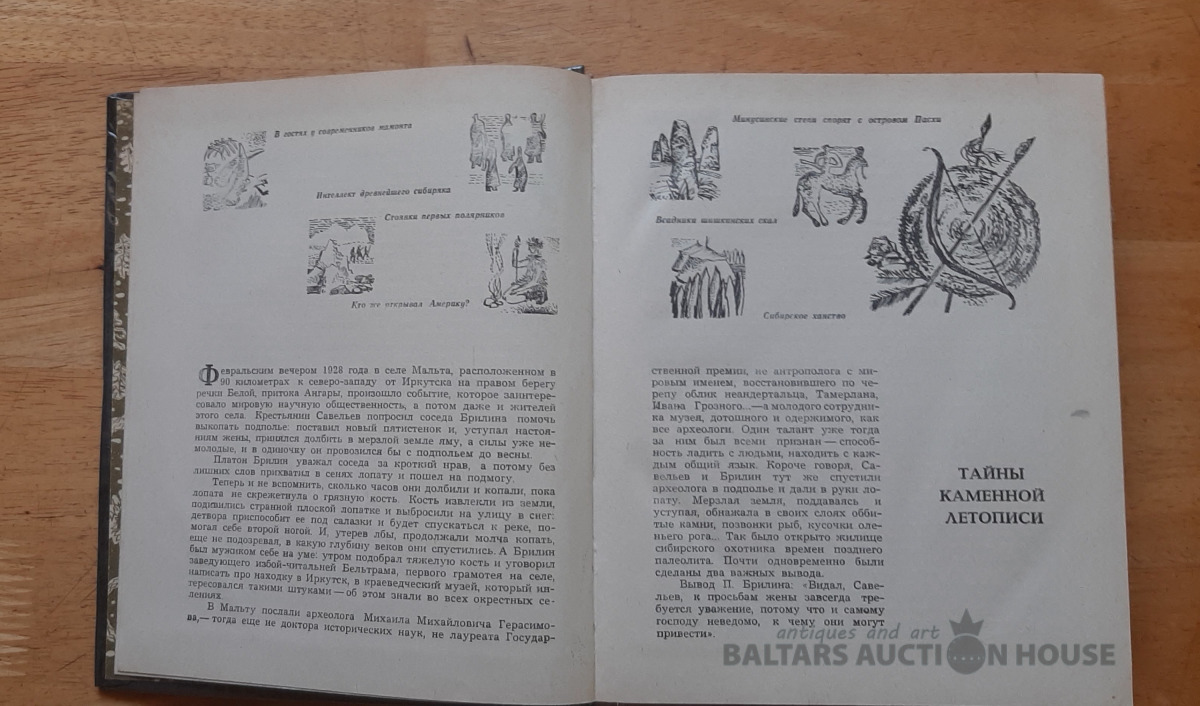 В гостях у современников мамонта
Интеллект древнейшего сибиряка
Стоянки первых полярников
Кто же открывал Америку?
Февральским вечером 1928 года в селе Мальта, расположенном в
90 километрах к северо-западу от Иркутска на правом берегу
речки Белой, притока Ангары, произошло событие, которое заинтере-
совало мировую научную общественность, а потом даже и жителей
этого села. Крестьянин Савельев попросил соседа Брилина помочь
выкопать подполье: поставил новый пятистенок и, уступая настоя-
ниям жены, принялся долбить в мерзлой земле яму, а силы уже не-
молодые, и в одиночку он провозился бы с подпольем до весны.
Платон Брилин уважал соседа за кроткий нрав, а потому без
лишних слов прихватил в сенях лопату и пошел на подмогу.
Теперь и не вспомнить, сколько часов они долбили и копали, пока
лопата не скрежетнула о грязную кость. Кость извлекли из земли,
подивились странной плоской лопатке и выбросили на улицу в снег:
детвора приспособит ее под салазки и будет спускаться к реке, по-
могая себе второй ногой. И, утерев лбы, продолжали молча копать,
еще не подозревая, в какую глубину веков они спустились. А Брилин
был мужиком себе на уме: утром подобрал тяжелую кость и уговорил
заведующего избой-читальней Бельтрама, первого грамотея на селе,
написать про находку в Иркутск, в краеведческий музей, который ин-
тересовался такими штуками — об этом знали во всех окрестных се-
лениях.
В Мальту послали археолога Михаила Михайловича Герасимо-
ва,— тогда еще не доктора исторических наук, не лауреата Государ-
Минусинские степи спорят с островом Пасхи
Всадники шишкинских скал
Сибирское ханство
ственной премии, не антрополога с ми-
ровым именем, восстановившего по че-
репу облик неандертальца, Тамерлана,
Ивана Грозного...—а молодого сотрудни-
ка музея, дотошного и одержимого, как
все археологи. Один талант уже тогда
за ним был всеми признан — способ-
ность ладить с людьми, находить с каж-
дым общий язык. Короче говоря, Са-
вельев и Брилин тут же спустили
археолога в подполье и дали в руки ло-
пату. Мерзлая земля, поддаваясь и
уступая, обнажала в своих слоях оббі-
тые камни, позвонки рыб, кусочки оле-
ньего рога... Так было открыто жилище
сибирского охотника времен позднего
палеолита. Почти одновременно были
сделаны два важных вывода.
Вывод П. Брилина: «Видал, Саве-
льев, к просьбам жены завсегда тре-
буется уважение, потому что и самому
господу неведомо, к чему они могут
привести».
ТАЙНЫ
КАМЕННОЙ
ЛЕТОПИСИ
antiques and art
BALTARS AUCTION HOUSE